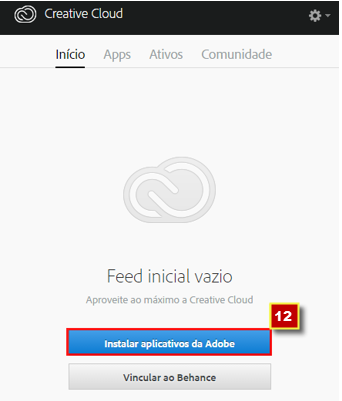 Creative Cloud
Início Apps Ativos Comunidade
Feed inicial vazio
Aproveite ao máximo a Creative Cloud
12
Instalar aplicativos da Adobe
Vincular ao Behance